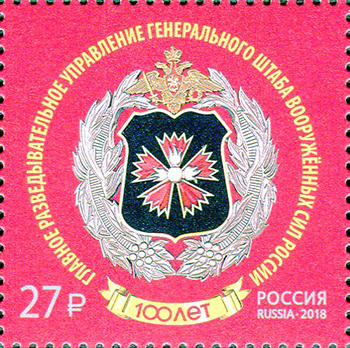 ГЛАВНОЕ РАЗВЕДЫВАТЕЛЬНОЕ УПРАВЛЕНИЕ ГЕНЕРАЛЬНОГО ШТАБА ВООРУЖЁННЫХ СИЛ РОССИИ
100 ЛЕТ
27 ₽
РОССИЯ
RUSSIA·2018